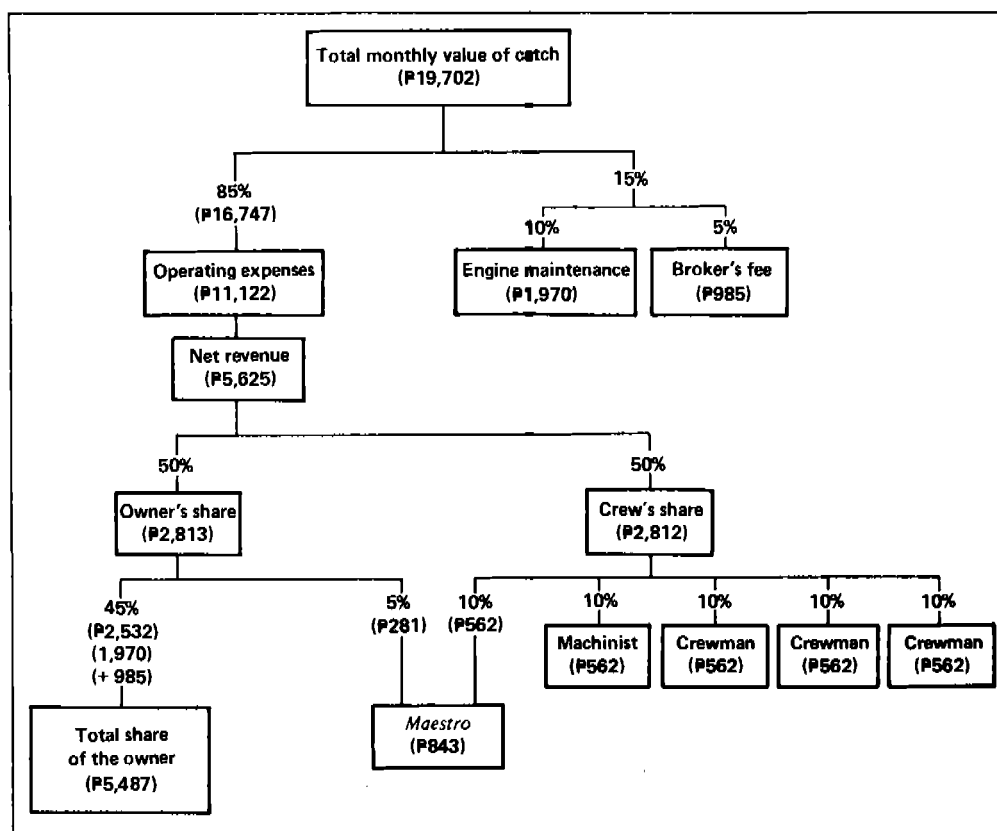 Total monthly value of catch
(₱19,702)
85%
(₱16,747)
15%
10%
5%
Operating expenses
(₱11,122)
Engine maintenance
(₱1,970)
Broker's fee
(₱985)
Net revenue
(₱5,625)
50%
50%
Owner's share
(₱2,813)
Crew's share
(₱2,812)
45%
(₱2,532)
(1,970)
(+ 985)
5%
(₱281)
10%
(₱562)
10%
10%
10%
10%
Machinist
(₱562)
Crewman
(₱562)
Crewman
(₱562)
Crewman
(₱562)
Total share
of the owner
(₱5,487)
Maestro
(₱843)